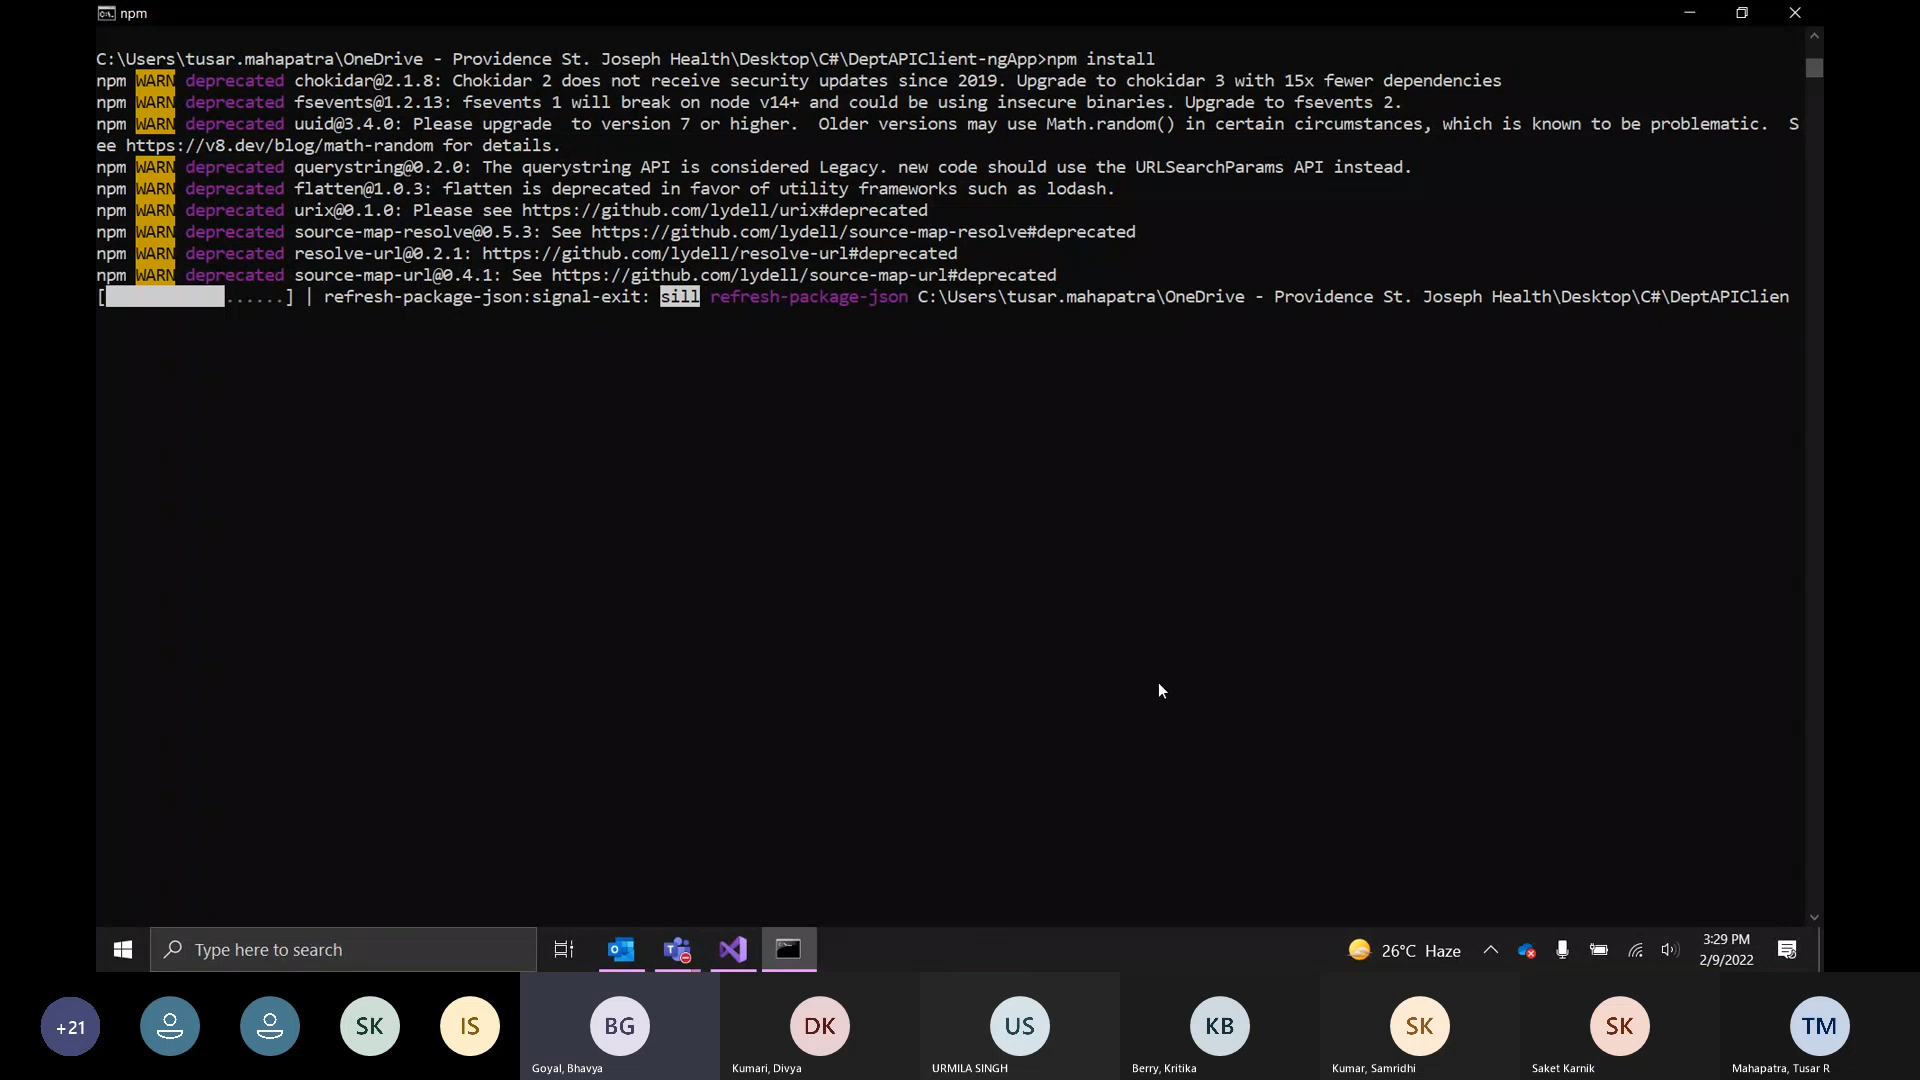 npm
C:\Users\tusar.mahapatra\OneDrive - Providence St. Joseph Health\Desktop\C#\DeptAPIClient-ngApp>npm install
npm WARN deprecated chokidar@2.1.8: Chokidar 2 does not receive security updates since 2019. Upgrade to chokidar 3 with 15x fewer dependencies
npm WARN deprecated fsevents@1.2.13: fsevents 1 will break on node v14+ and could be using insecure binaries. Upgrade to fsevents 2.
npm WARN deprecated uuid@3.4.0: Please upgrade  to version 7 or higher.  Older versions may use Math.random() in certain circumstances, which is known to be problematic.  S
ee https://v8.dev/blog/math-random for details.
npm WARN deprecated querystring@0.2.0: The querystring API is considered Legacy. new code should use the URLSearchParams API instead.
npm WARN deprecated flatten@1.0.3: flatten is deprecated in favor of utility frameworks such as lodash.
npm WARN deprecated urix@0.1.0: Please see https://github.com/lydell/urix#deprecated
npm WARN deprecated source-map-resolve@0.5.3: See https://github.com/lydell/source-map-resolve#deprecated
npm WARN deprecated resolve-url@0.2.1: https://github.com/lydell/resolve-url#deprecated
npm WARN deprecated source-map-url@0.4.1: See https://github.com/lydell/source-map-url#deprecated
[            ......] | refresh-package-json:signal-exit: sill refresh-package-json C:\Users\tusar.mahapatra\OneDrive - Providence St. Joseph Health\Desktop\C#\DeptAPIClien
Type here to search
26°C Haze
3:29 PM
2/9/2022
+21
SK
IS
BG
DK
US
KB
SK
SK
TM
Goyal, Bhavya
Kumari, Divya
URMILA SINGH
Berry, Kritika
Kumar, Samridhi
Saket Karnik
Mahapatra, Tusar R